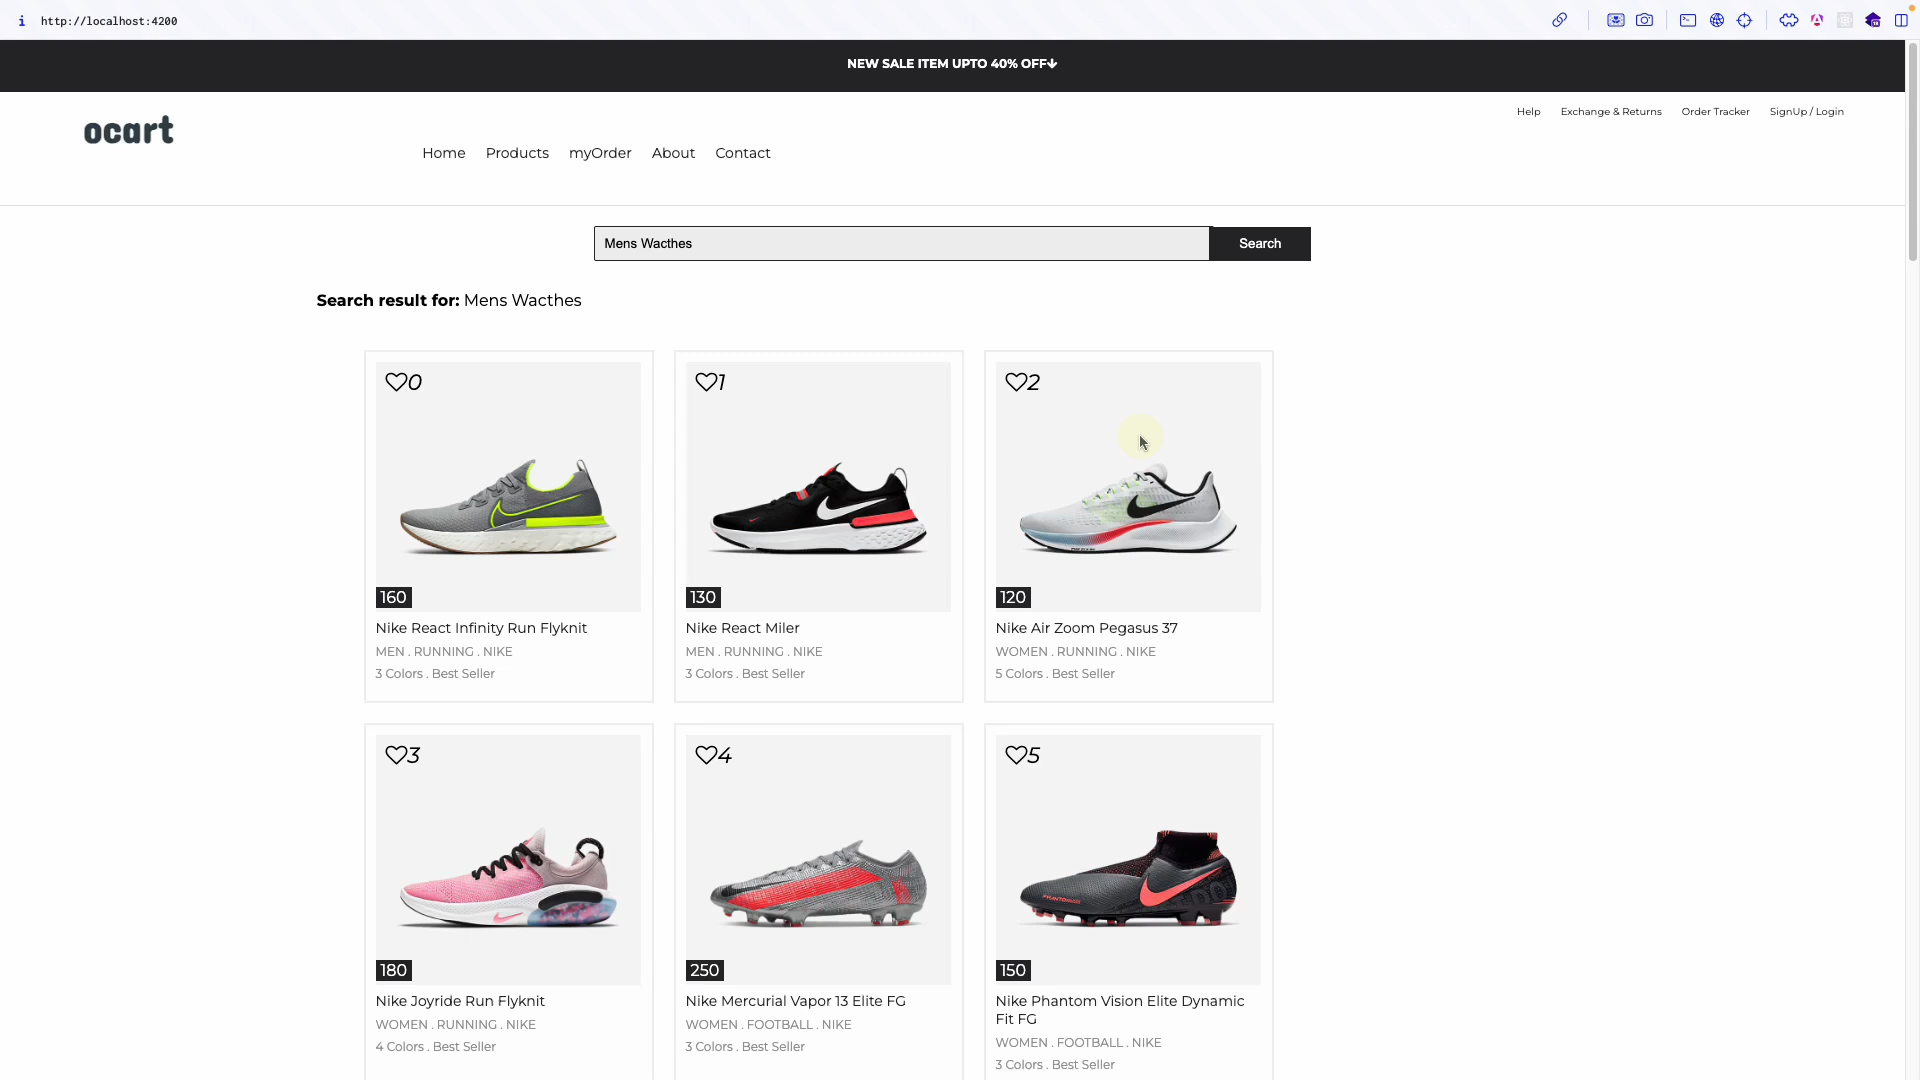 i http://localhost:4200
NEW SALE ITEM UPTO 40% OFF↓
Help Exchange & Returns Order Tracker SignUp / Login
ocart
Home Products myOrder About Contact
Mens Wacthes Search
Search result for: Mens Wacthes
0 1 2
160 130 120
Nike React Infinity Run Flyknit Nike React Miler Nike Air Zoom Pegasus 37
MEN . RUNNING . NIKE MEN . RUNNING . NIKE WOMEN . RUNNING . NIKE
3 Colors . Best Seller 3 Colors . Best Seller 5 Colors . Best Seller
3 4 5
180 250 150
Nike Joyride Run Flyknit Nike Mercurial Vapor 13 Elite FG Nike Phantom Vision Elite Dynamic
Fit FG
WOMEN . RUNNING . NIKE WOMEN . FOOTBALL . NIKE WOMEN . FOOTBALL . NIKE
4 Colors . Best Seller 3 Colors . Best Seller 3 Colors . Best Seller